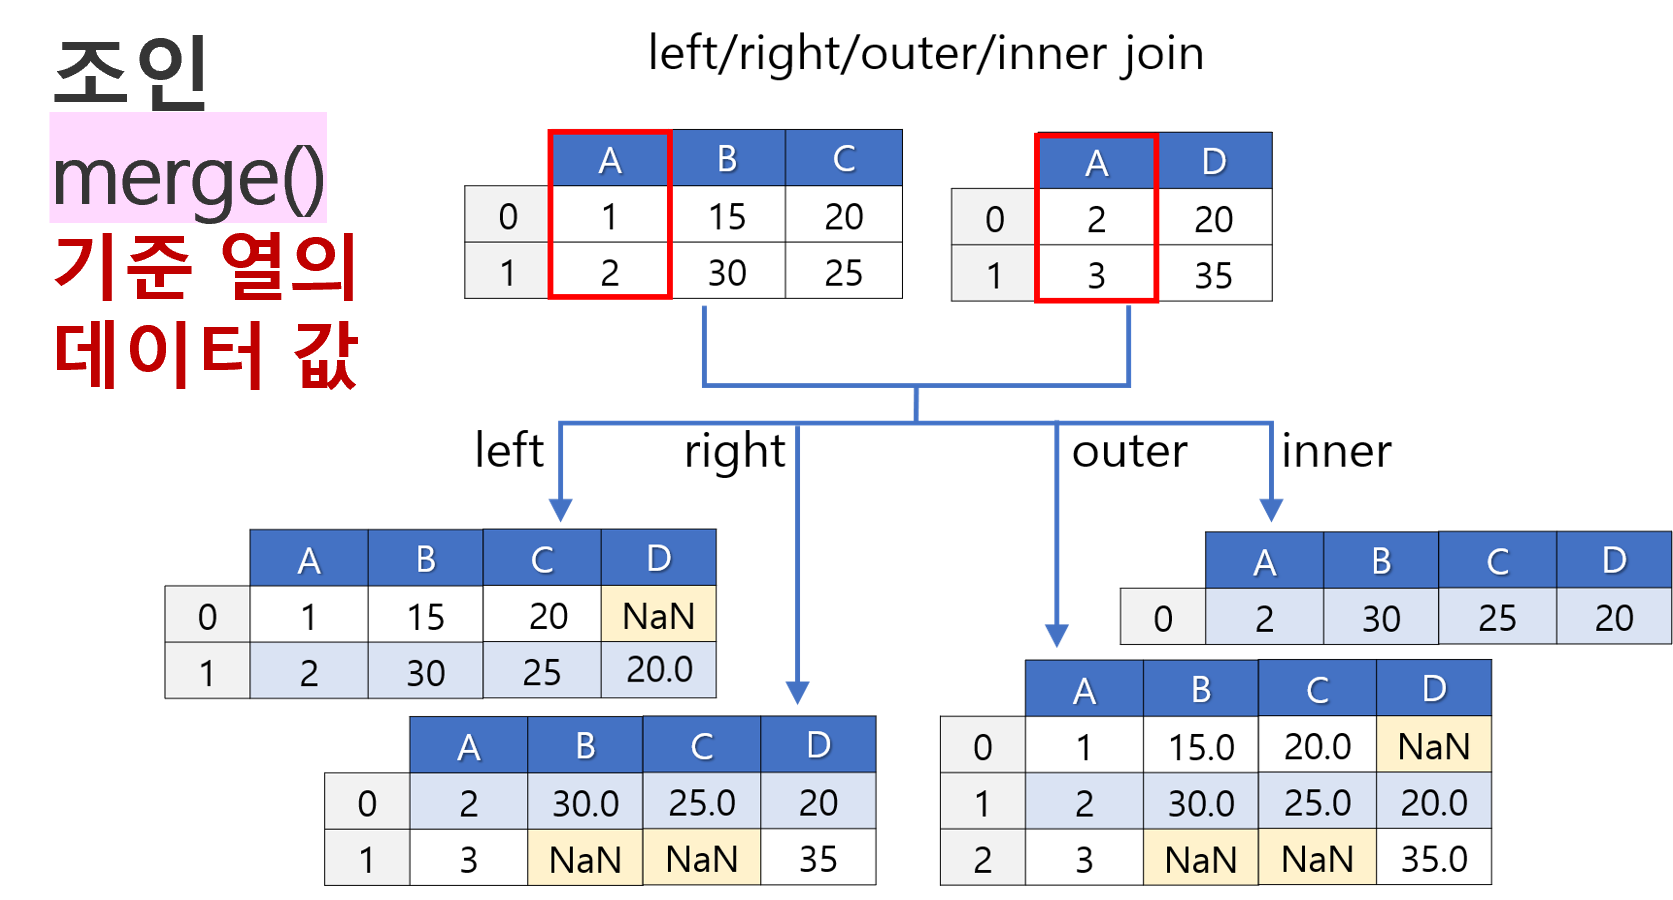 조인
merge()
기준 열의
데이터 값
left/right/outer/inner join
A B C
0 1 15 20
1 2 30 25
A D
0 2 20
1 3 35
left
right
outer
inner
A B C D
0 1 15 20 NaN
1 2 30 25 20.0
A B C D
0 2 30.0 25.0 20
1 3 NaN NaN 35
A B C D
0 1 15.0 20.0 NaN
1 2 30.0 25.0 20.0
2 3 NaN NaN 35.0
A B C D
0 2 30 25 20